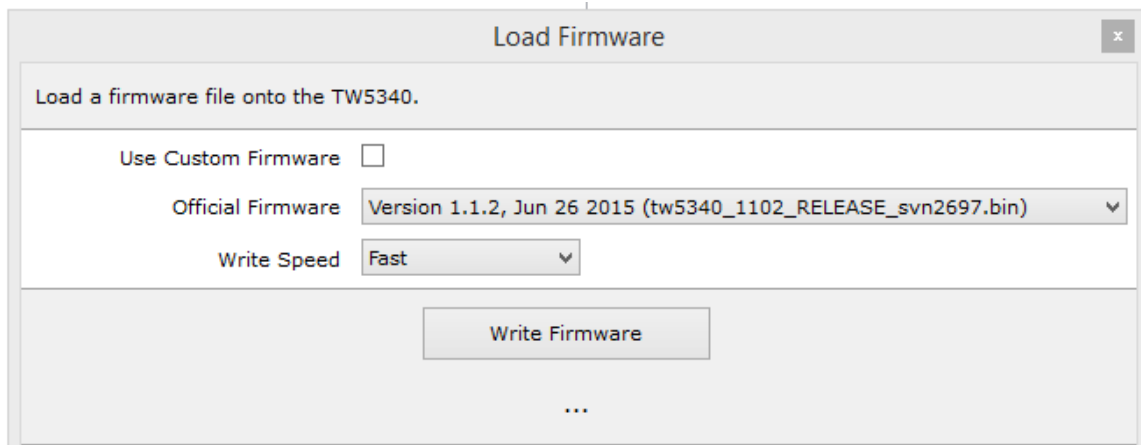 Load Firmware
x
Load a firmware file onto the TW5340.
Use Custom Firmware
Official Firmware Version 1.1.2, Jun 26 2015 (tw5340_1102_RELEASE_svn2697.bin)
Write Speed Fast
Write Firmware
...